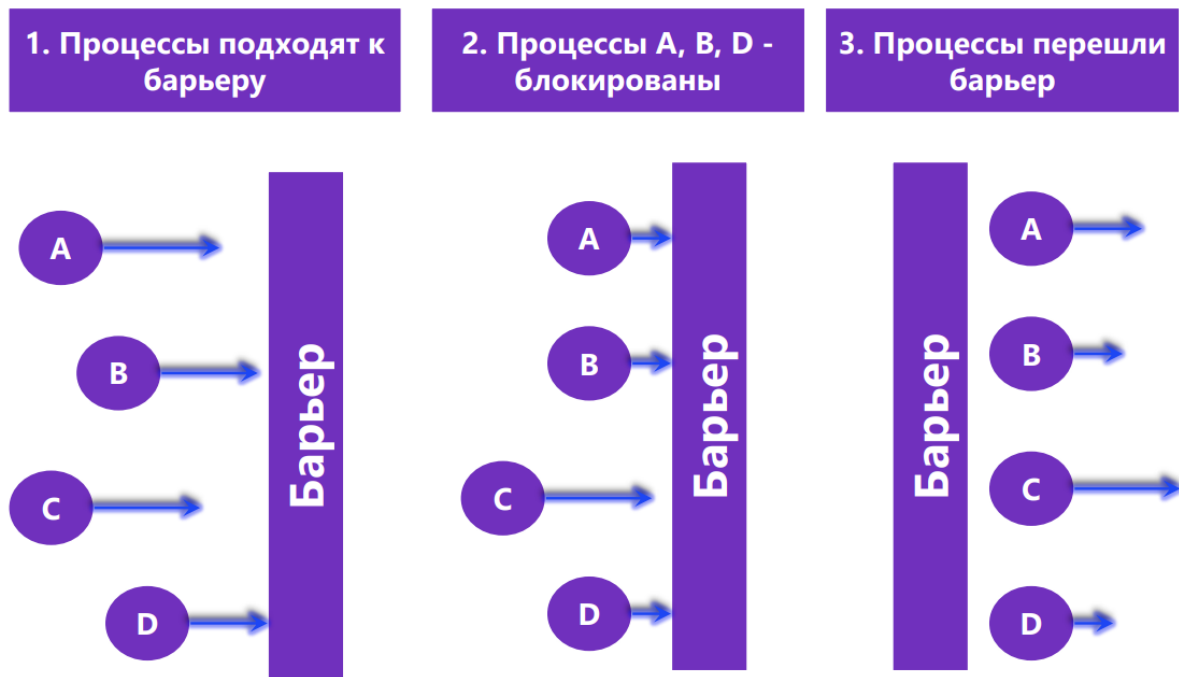 1. Процессы подходят к
барьеру
2. Процессы A, B, D -
блокированы
3. Процессы перешли
барьер
A
B
C
D
Барьер
A
B
C
D
Барьер
Барьер
A
B
C
D